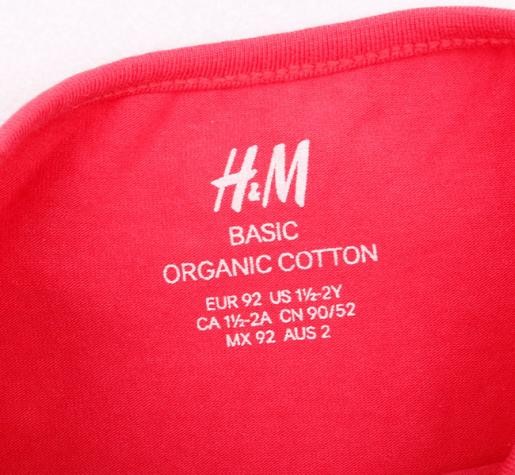 H&M
BASIC
ORGANIC COTTON
EUR 92 US 1½-2Y
CA 1½-2A CN 90/52
MX 92 AUS 2